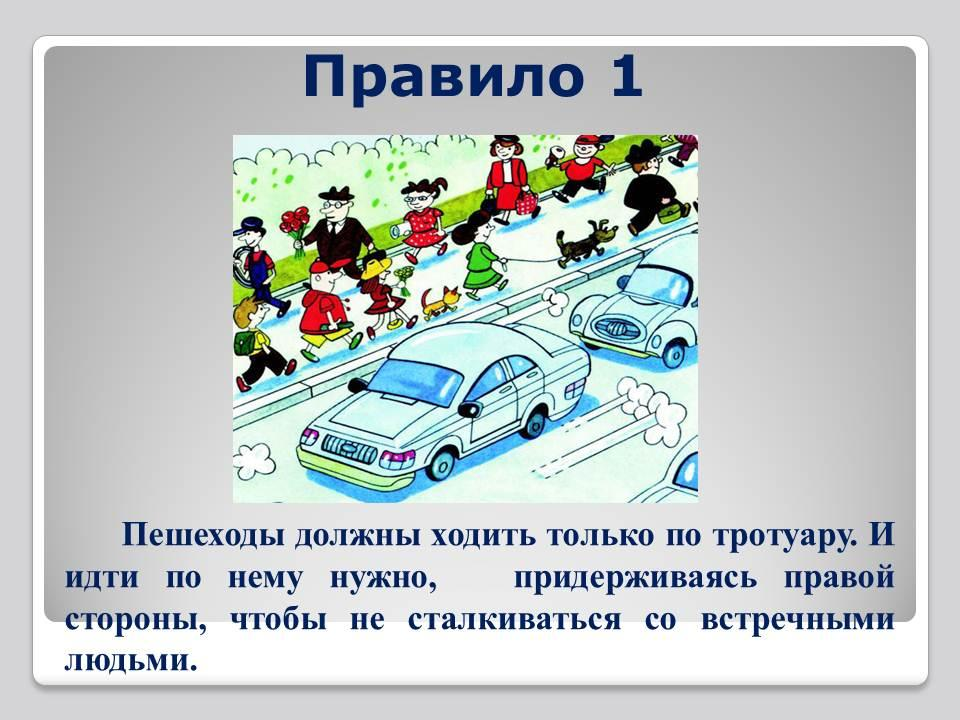 Правило 1
Пешеходы должны ходить только по тротуару. И
идти по нему нужно, придерживаясь правой
стороны, чтобы не сталкиваться со встречными
людьми.